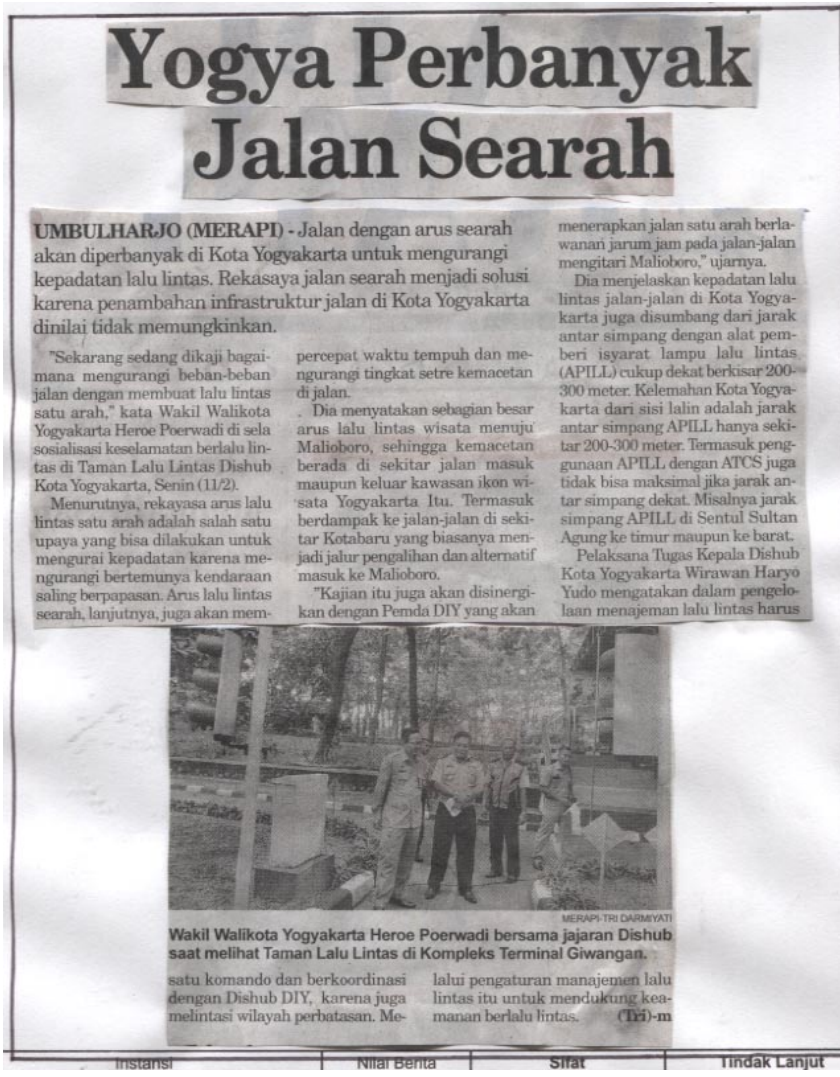 Yogya Perbanyak
Jalan Searah
UMBULHARJO (MERAPI) - Jalan dengan arus searah
akan diperbanyak di Kota Yogyakarta untuk mengurangi
kepadatan lalu lintas. Rekasaya jalan searah menjadi solusi
karena penambahan infrastruktur jalan di Kota Yogyakarta
dinilai tidak memungkinkan.
"Sekarang sedang dikaji bagai-
mana mengurangi beban-beban
jalan dengan membuat lalu lintas
satu arah," kata Wakil Walikota
Yogyakarta Heroe Poerwadi di sela
sosialisasi keselamatan berlalu lin-
tas di Taman Lalu Lintas Dishub
Kota Yogyakarta, Senin (11/2).
Menurutnya, rekayasa arus lalu
lintas satu arah adalah salah satu
upaya yang bisa dilakukan untuk
mengurai kepadatan karena me-
ngurangi bertemunya kendaraan
saling berpapasan. Arus lalu lintas
searah, lanjutnya, juga akan mem-
percepat waktu tempuh dan me-
ngurangi tingkat setre kemacetan
di jalan.
Dia menyatakan sebagian besar
arus lalu lintas wisata menuju
Malioboro, sehingga kemacetan
berada di sekitar jalan masuk
maupun keluar kawasan ikon wi-
sata Yogyakarta Itu. Termasuk
berdampak ke jalan-jalan di seki-
tar Kotabaru yang biasanya men-
jadi jalur pengalihan dan alternatif
masuk ke Malioboro.
"Kajian itu juga akan disinergi-
kan dengan Pemda DIY yang akan
menerapkan jalan satu arah berla-
wanan jarum jam pada jalan-jalan
mengitari Malioboro," ujarnya.
Dia menjelaskan kepadatan lalu
lintas jalan-jalan di Kota Yogya-
karta juga disumbang dari jarak
antar simpang dengan alat pem-
beri isyarat lampu lalu lintas
(APILL) cukup dekat berkisar 200-
300 meter. Kelemahan Kota Yogya-
karta dari sisi lalin adalah jarak
antar simpang APILL hanya seki-
tar 200-300 meter. Termasuk peng-
gunaan APILL dengan ATCS juga
tidak bisa maksimal jika jarak an-
tar simpang dekat. Misalnya jarak
simpang APILL di Sentul Sultan
Agung ke timur maupun ke barat.
Pelaksana Tugas Kepala Dishub
Kota Yogyakarta Wirawan Haryo
Yudo mengatakan dalam pengelo-
laan menajeman lalu lintas harus
MERAPI-TRI DARMIYATI
Wakil Walikota Yogyakarta Heroe Poerwadi bersama jajaran Dishub
saat melihat Taman Lalu Lintas di Kompleks Terminal Giwangan.
satu komando dan berkoordinasi
dengan Dishub DIY, karena juga
melintasi wilayah perbatasan. Me-
lalui pengaturan manajemen lalu
lintas itu untuk mendukung kea-
manan berlalu lintas. (Tri)-m
Instansi Nilai Berita Sifat Tindak Lanjut